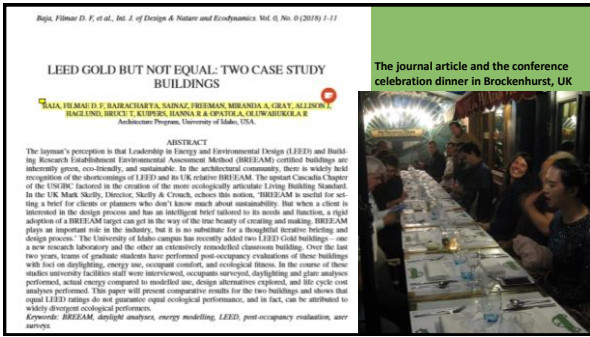 Baja, Filmae D. F, et al., Int. J. of Design & Nature and Ecodynamics. Vol. 0, No. 0 (2018) 1-11
LEED GOLD BUT NOT EQUAL: TWO CASE STUDY
BUILDINGS
BAJA, FILMAE D. F, BAJRACHARYA, SAINAZ, FREEMAN, MIRANDA A, GRAY, ALLISON J,
HAGLUND, BRUCE T, KUIPERS, HANNA R & OPATOLA, OLUWABUKOLA R
Architecture Program, University of Idaho, USA.
ABSTRACT
The layman's perception is that Leadership in Energy and Environmental Design (LEED) and Build-
ing Research Establishment Environmental Assessment Method (BREEAM) certified buildings are
inherently green, eco-friendly, and sustainable. In the architectural community, there is widely held
recognition of the shortcomings of LEED and its UK relative BREEAM. The upstart Cascadia Chapter
of the USGBC factored in the creation of the more ecologically articulate Living Building Standard.
In the UK Mark Skelly, Director, Skelly & Crouch, echoes this notion, 'BREEAM is useful for set-
ting a brief for clients or planners who don't know much about sustainability. But when a client is
interested in the design process and has an intelligent brief tailored to its needs and function, a rigid
adoption of a BREEAM target can get in the way of the true beauty of creating and making. BREEAM
plays an important role in the industry, but it is no substitute for a thoughtful iterative briefing and
design process.' The University of Idaho campus has recently added two LEED Gold buildings – one
a new research laboratory and the other an extensively remodelled classroom building. Over the last
two years, teams of graduate students have performed post-occupancy evaluations of these buildings
with foci on daylighting, energy use, occupant comfort, and ecological fitness. In the course of these
studies university facilities staff were interviewed, occupants surveyed, daylighting and glare analyses
performed, actual energy compared to modelled use, design alternatives explored, and life cycle cost
analyses performed. This paper will present comparative results for the two buildings and shows that
equal LEED ratings do not guarantee equal ecological performance, and in fact, can be attributed to
widely divergent ecological performers.
Keywords: BREEAM, daylight analyses, energy modelling, LEED, post-occupancy evaluation, user
surveys.
The journal article and the conference
celebration dinner in Brockenhurst, UK